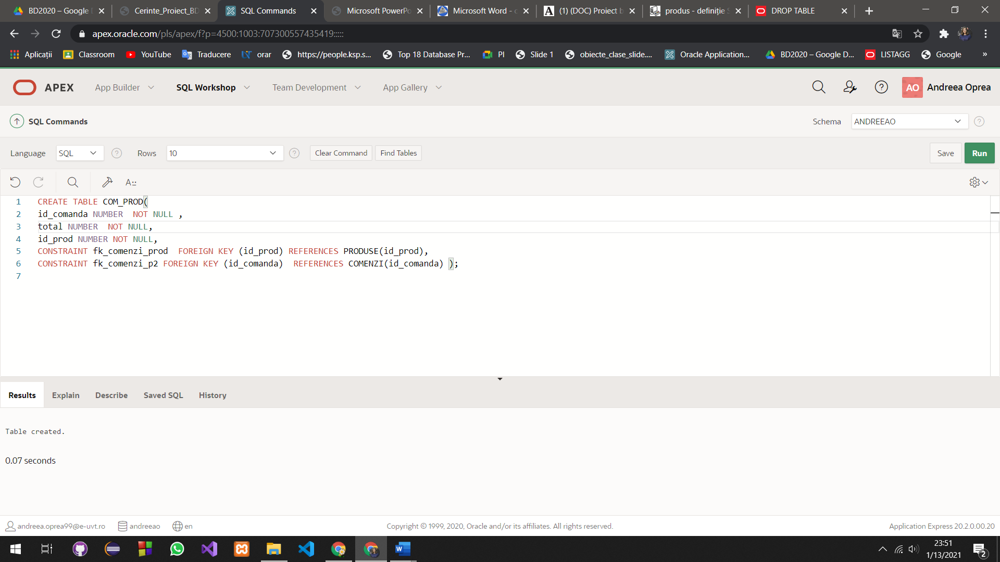 BD2020 – Google D
Cerinte_Proiect_BD
SQL Commands
Microsoft PowerPo
Microsoft Word - c
(1) (DOC) Proiect b
produs - definiție
DROP TABLE
apex.oracle.com/pls/apex/f?p=4500:1003:707300557435419:::::
Aplicații
Classroom
YouTube
Traducere
orar
https://people.ksp.s...
Top 18 Database Pr...
PI
Slide 1
obiecte_clase_slide....
Oracle Application...
BD2020 – Google D...
LISTAGG
Google
»
APEX
App Builder
SQL Workshop
Team Development
App Gallery
AO
Andreea Oprea
SQL Commands
Schema
ANDREEAO
Language
SQL
Rows
10
Clear Command
Find Tables
Save
Run
1 CREATE TABLE COM_PROD(
2 id_comanda NUMBER  NOT NULL ,
3 total NUMBER  NOT NULL,
4 id_prod NUMBER NOT NULL,
5 CONSTRAINT fk_comenzi_prod  FOREIGN KEY (id_prod) REFERENCES PRODUSE(id_prod),
6 CONSTRAINT fk_comenzi_p2 FOREIGN KEY (id_comanda)  REFERENCES COMENZI(id_comanda) );
7
Results
Explain
Describe
Saved SQL
History
Table created.
0.07 seconds
andreea.oprea99@e-uvt.ro
andreeao
en
Copyright © 1999, 2020, Oracle and/or its affiliates. All rights reserved.
Application Express 20.2.0.00.20
23:51
1/13/2021
2